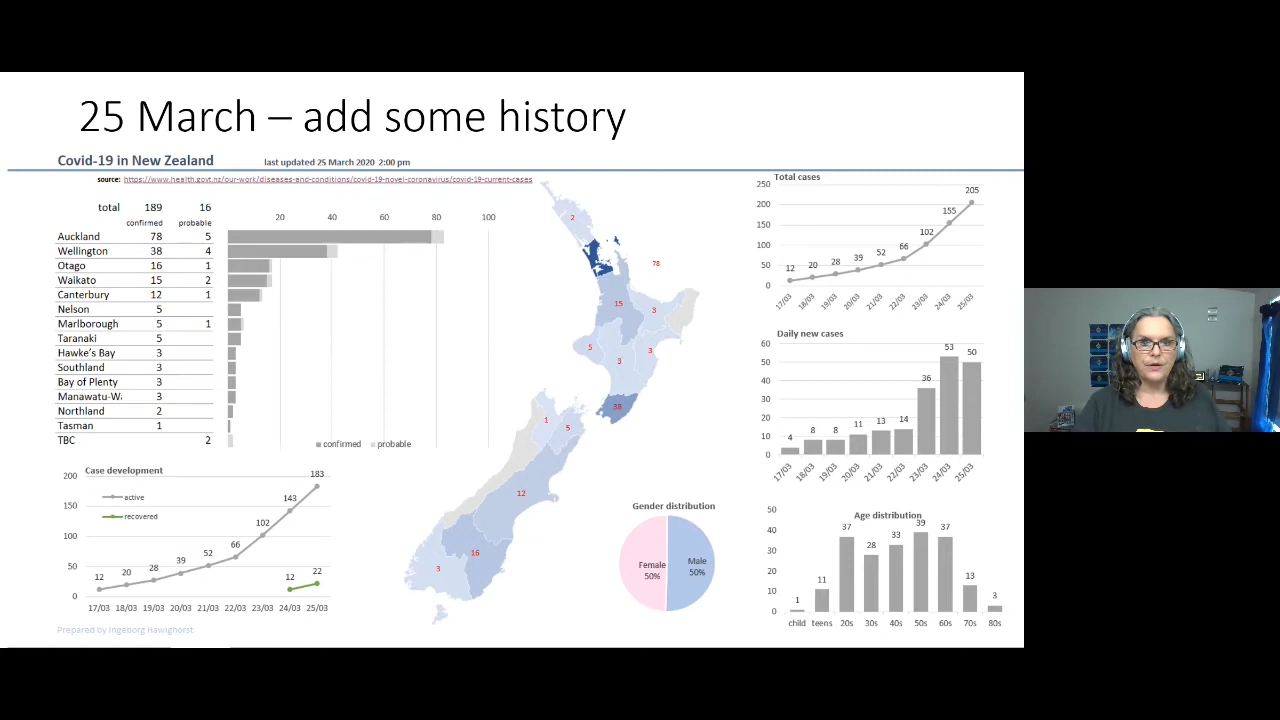 25 March – add some history
Covid-19 in New Zealand last updated 25 March 2020 2:00 pm
source: https://www.health.govt.nz/our-work/diseases-and-conditions/covid-19-novel-coronavirus/covid-19-current-cases
total 189 16
confirmed probable
20 40 60 80 100
Auckland 78 5
Wellington 38 4
Otago 16 1
Waikato 15 2
Canterbury 12 1
Nelson 5
Marlborough 5 1
Taranaki 5
Hawke's Bay 3
Southland 3
Bay of Plenty 3
Manawatu-Wa
Northland 2
Tasman 1
TBC 2
confirmed probable
2
78
15
3
5
3
3
38
1
5
12
16
3
Case development
200
150
100
50
0
active
recovered
12 20 28 39 52 66 102 143 183
12 22
17/03 18/03 19/03 20/03 21/03 22/03 23/03 24/03 25/03
Prepared by Ingeborg Hawighorst
Gender distribution
Female 50%
Male 50%
Total cases
250
200
150
100
50
0
12 20 28 39 52 66 102 155 205
17/03 18/03 19/03 20/03 21/03 22/03 23/03 24/03 25/03
Daily new cases
60
50
40
30
20
10
0
4 8 8 11 13 14 36 53 50
17/03 18/03 19/03 20/03 21/03 22/03 23/03 24/03 25/03
Age distribution
50
40
30
20
10
0
1 11 37 28 33 39 37 13 3
child teens 20s 30s 40s 50s 60s 70s 80s